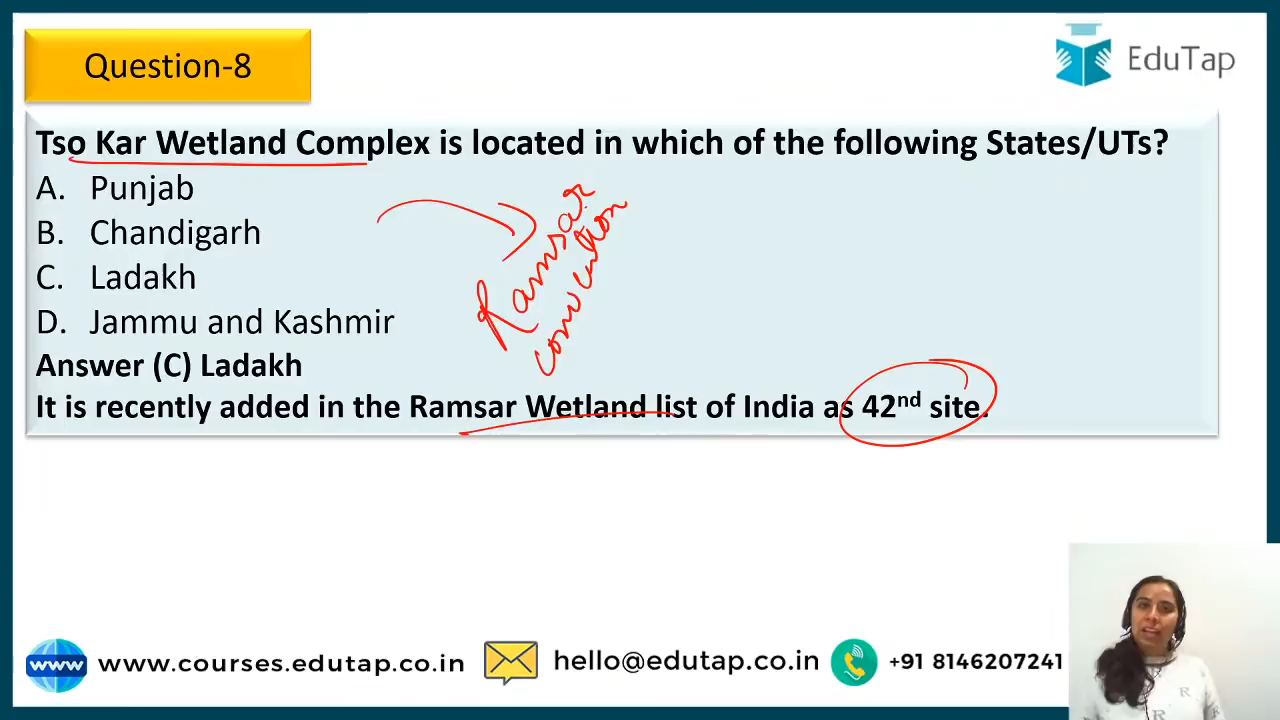 Question-8
EduTap
Tso Kar Wetland Complex is located in which of the following States/UTs?
A. Punjab
B. Chandigarh
C. Ladakh
D. Jammu and Kashmir
Ramsar
convention
Answer (C) Ladakh
It is recently added in the Ramsar Wetland list of India as 42nd site.
www
www.courses.edutap.co.in
hello@edutap.co.in
+91 8146207241
R
R